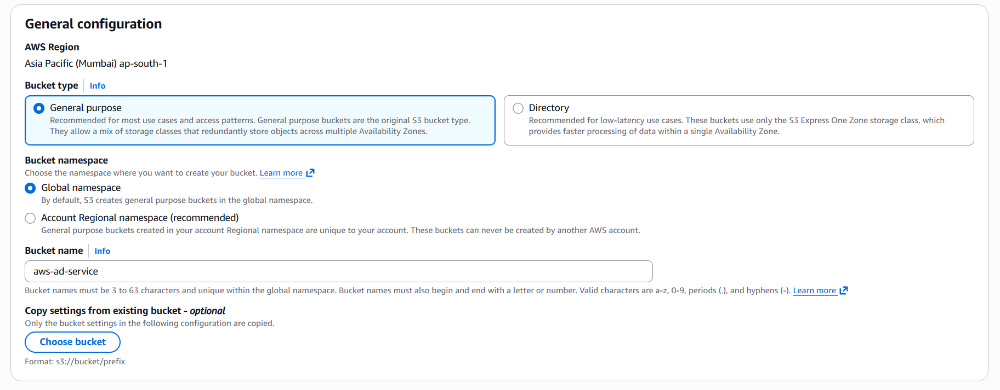 General configuration
AWS Region
Asia Pacific (Mumbai) ap-south-1
Bucket type Info
General purpose
Recommended for most use cases and access patterns. General purpose buckets are the original S3 bucket type.
They allow a mix of storage classes that redundantly store objects across multiple Availability Zones.
Directory
Recommended for low-latency use cases. These buckets use only the S3 Express One Zone storage class, which
provides faster processing of data within a single Availability Zone.
Bucket namespace
Choose the namespace where you want to create your bucket. Learn more
Global namespace
By default, S3 creates general purpose buckets in the global namespace.
Account Regional namespace (recommended)
General purpose buckets created in your account Regional namespace are unique to your account. These buckets can never be created by another AWS account.
Bucket name Info
aws-ad-service
Bucket names must be 3 to 63 characters and unique within the global namespace. Bucket names must also begin and end with a letter or number. Valid characters are a-z, 0-9, periods (.), and hyphens (-). Learn more
Copy settings from existing bucket - optional
Only the bucket settings in the following configuration are copied.
Choose bucket
Format: s3://bucket/prefix